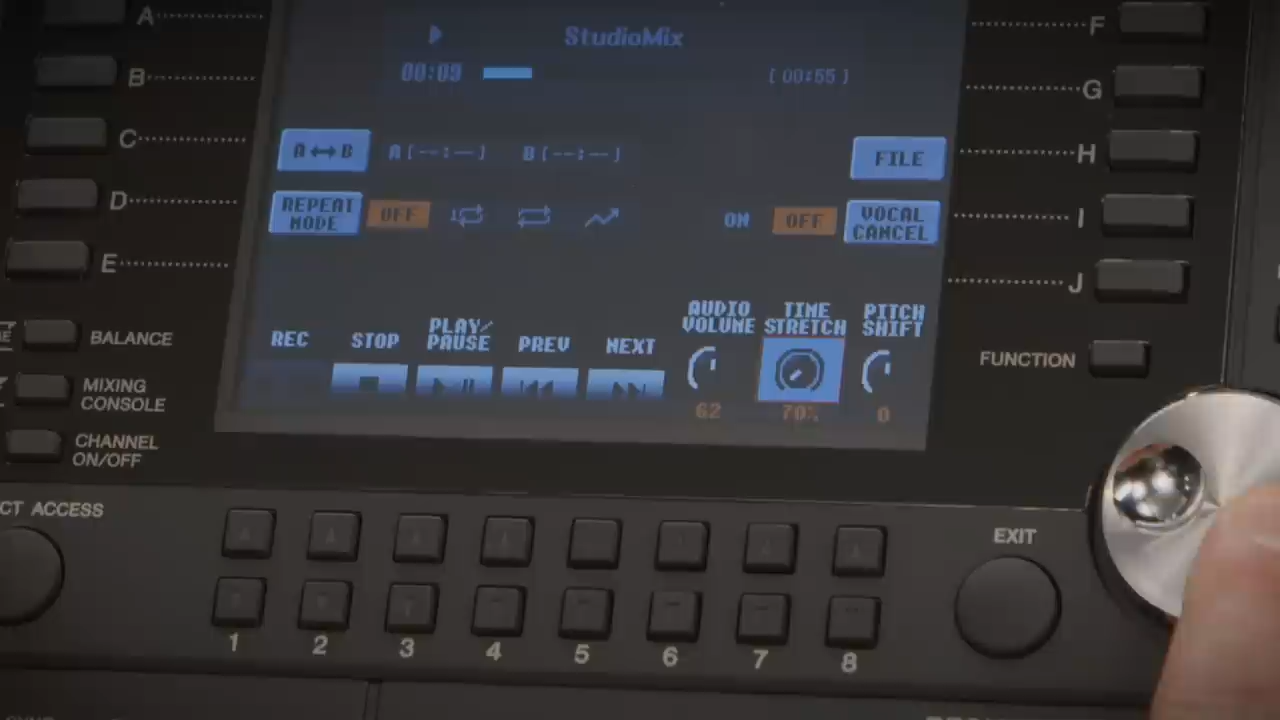 A
StudioMix
F
B
00:09
[ 00:55 ]
G
C
A ↔ B
A [--:--]
B [--:--]
FILE
H
D
REPEAT
MODE
OFF
1
ON
OFF
VOCAL
CANCEL
I
E
J
BALANCE
REC
STOP
PLAY/
PAUSE
PREV
NEXT
AUDIO
VOLUME
TIME
STRETCH
PITCH
SHIFT
FUNCTION
MIXING
CONSOLE
62
70%
0
CHANNEL
ON/OFF
CT ACCESS
EXIT
1
2
3
4
5
6
7
8